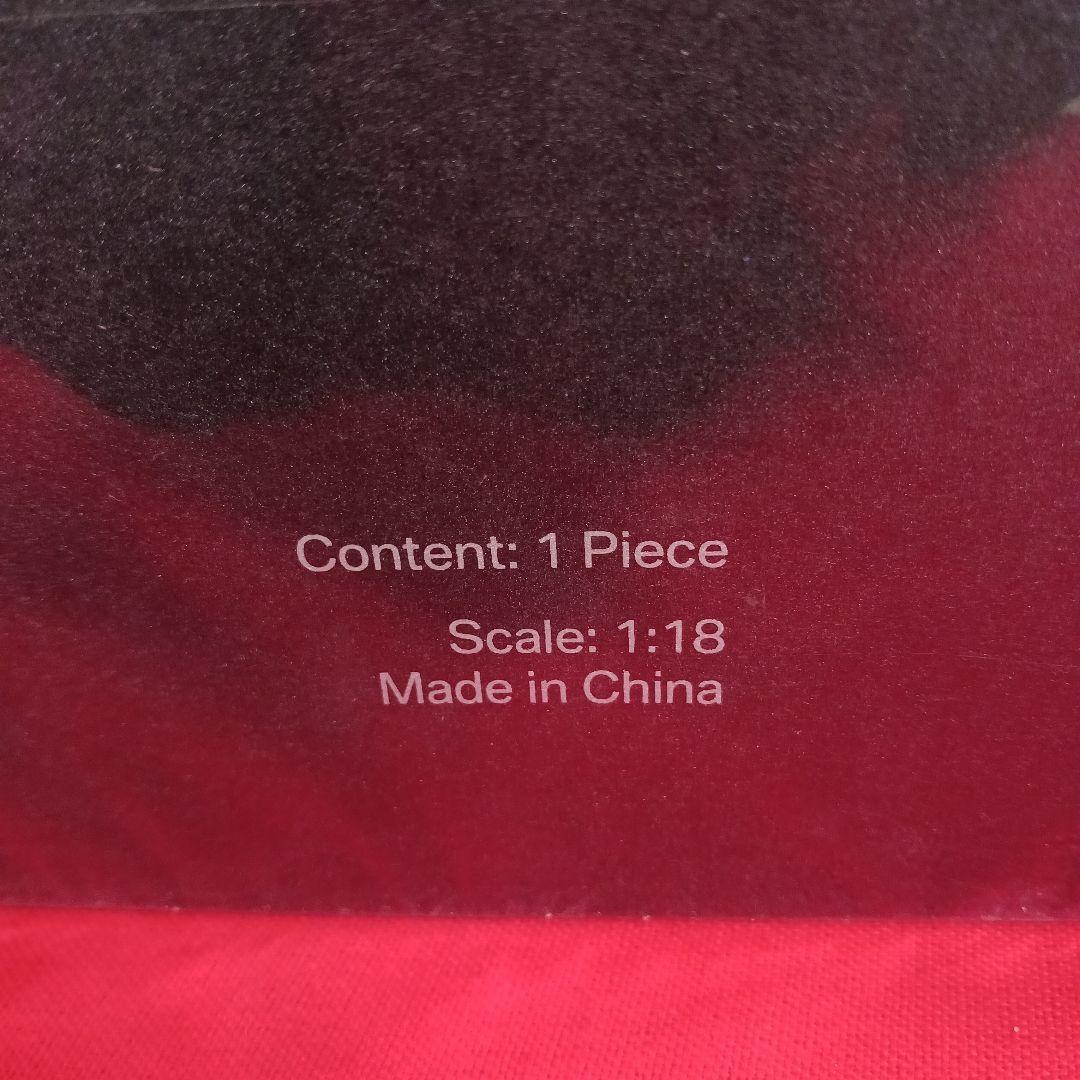 Content: 1 Piece
Scale: 1:18
Made in China